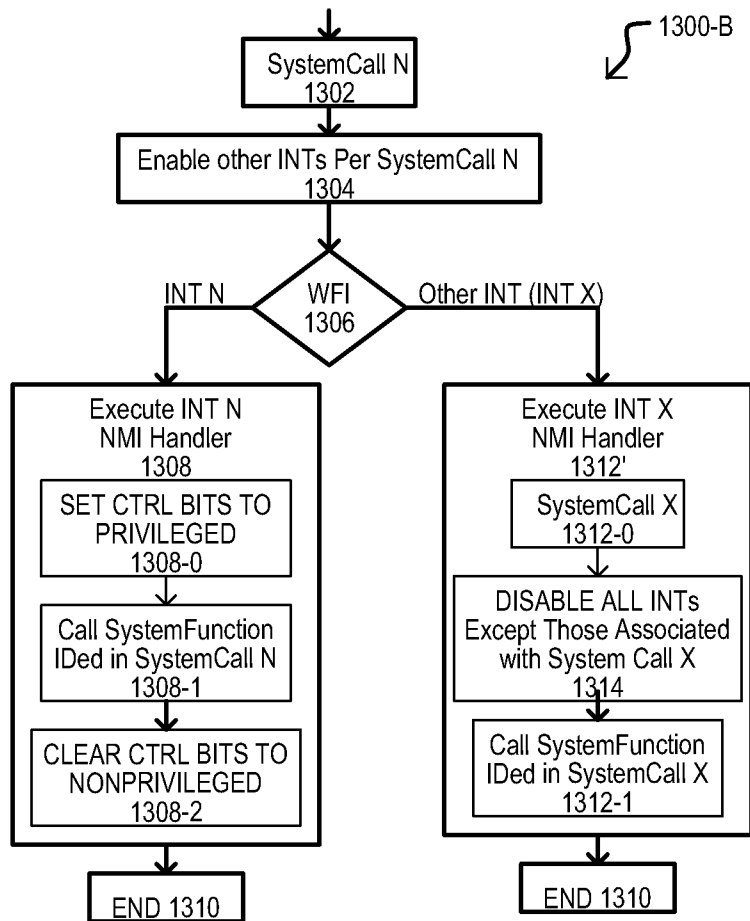 1300-B
SystemCall N
1302
Enable other INTs Per SystemCall N
1304
INT N
WFI
1306
Other INT (INT X)
Execute INT N
NMI Handler
1308
SET CTRL BITS TO
PRIVILEGED
1308-0
Call SystemFunction
IDed in SystemCall N
1308-1
CLEAR CTRL BITS TO
NONPRIVILEGED
1308-2
END 1310
Execute INT X
NMI Handler
1312'
SystemCall X
1312-0
DISABLE ALL INTs
Except Those Associated
with System Call X
1314
Call SystemFunction
IDed in SystemCall X
1312-1
END 1310